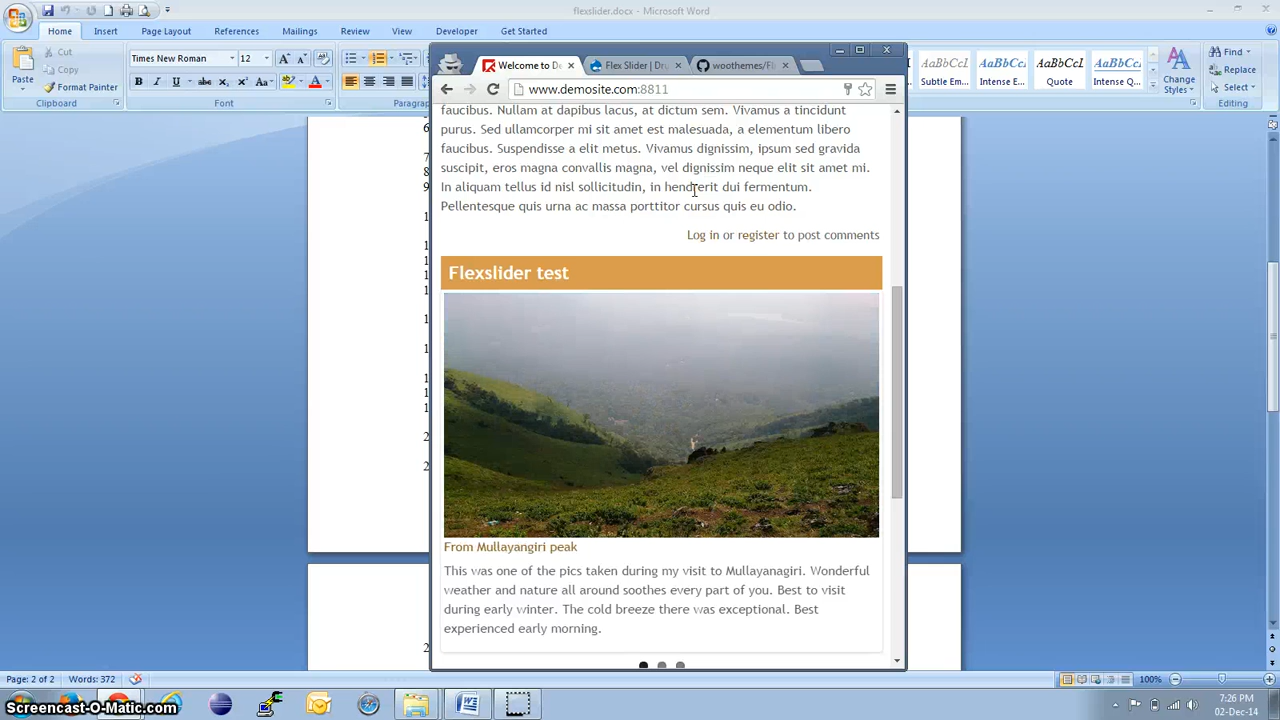 flexslider.docx - Microsoft Word
Home Insert Page Layout References Mailings Review View Developer Get Started
Paste
Cut
Copy
Format Painter
Clipboard
Times New Roman 12
B I U
Font
Paragraph
AaBbCcl AaBbCcl AaBbCcl AaBbCcl
Subtle Em... Intense E... Quote Intense Q...
Change
Styles
Find
Replace
Select
Editing
Welcome to De
Flex Slider | Dru
woothemes/Fl
www.demosite.com:8811
faucibus. Nullam at dapibus lacus, at dictum sem. Vivamus a tincidunt
purus. Sed ullamcorper mi sit amet est malesuada, a elementum libero
faucibus. Suspendisse a elit metus. Vivamus dignissim, ipsum sed gravida
suscipit, eros magna convallis magna, vel dignissim neque elit sit amet mi.
In aliquam tellus id nisl sollicitudin, in hendrerit dui fermentum.
Pellentesque quis urna ac massa porttitor cursus quis eu odio.
Log in or register to post comments
Flexslider test
From Mullayangiri peak
This was one of the pics taken during my visit to Mullayanagiri. Wonderful
weather and nature all around soothes every part of you. Best to visit
during early winter. The cold breeze there was exceptional. Best
experienced early morning.
Page: 2 of 2 Words: 372
100%
Screencast-O-Matic.com
7:26 PM
02-Dec-14